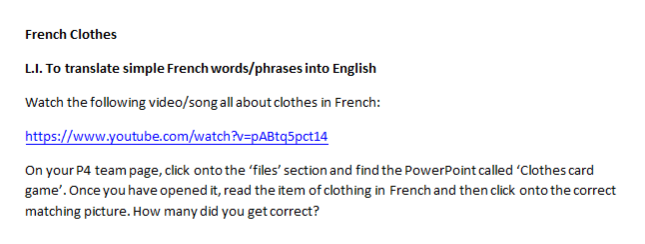 French Clothes
L.I. To translate simple French words/phrases into English
Watch the following video/song all about clothes in French:
https://www.youtube.com/watch?v=pABtq5pct14
On your P4 team page, click onto the ‘files’ section and find the PowerPoint called ‘Clothes card
game’. Once you have opened it, read the item of clothing in French and then click onto the correct
matching picture. How many did you get correct?